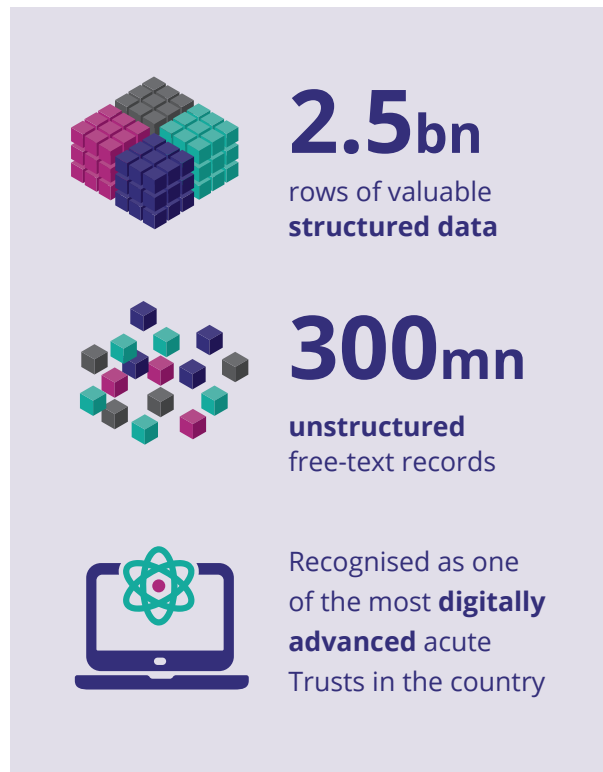 2.5bn
rows of valuable
structured data
300mn
unstructured
free-text records
Recognised as one
of the most digitally
advanced acute
Trusts in the country